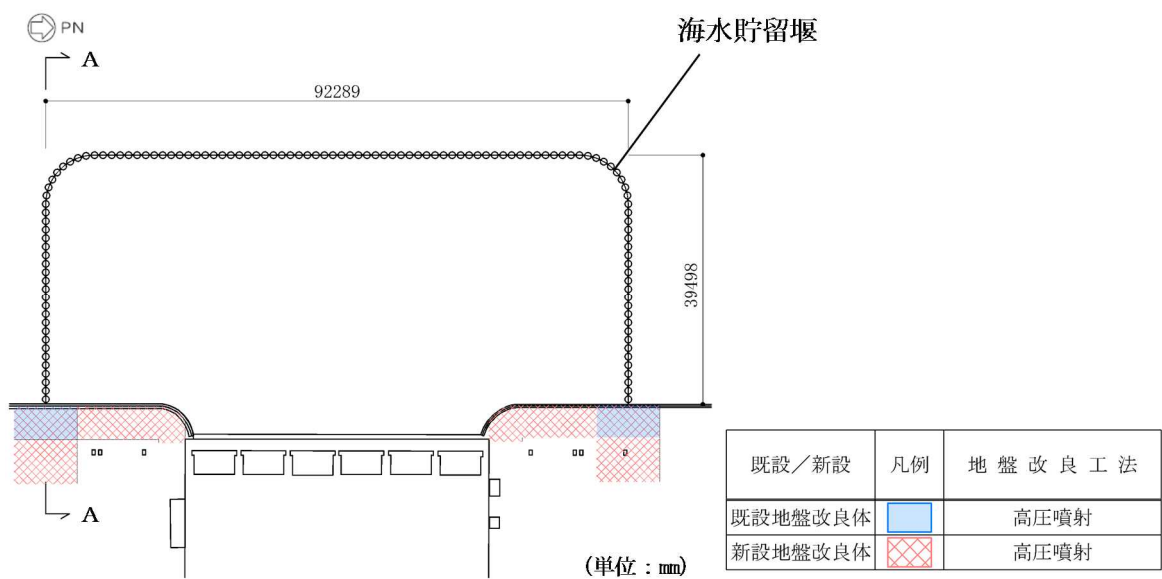 PN
海水貯留堰
A
92289
39498
既設／新設 凡例 地盤改良工法
既設地盤改良体 高圧噴射
新設地盤改良体 高圧噴射
A
(単位：mm)